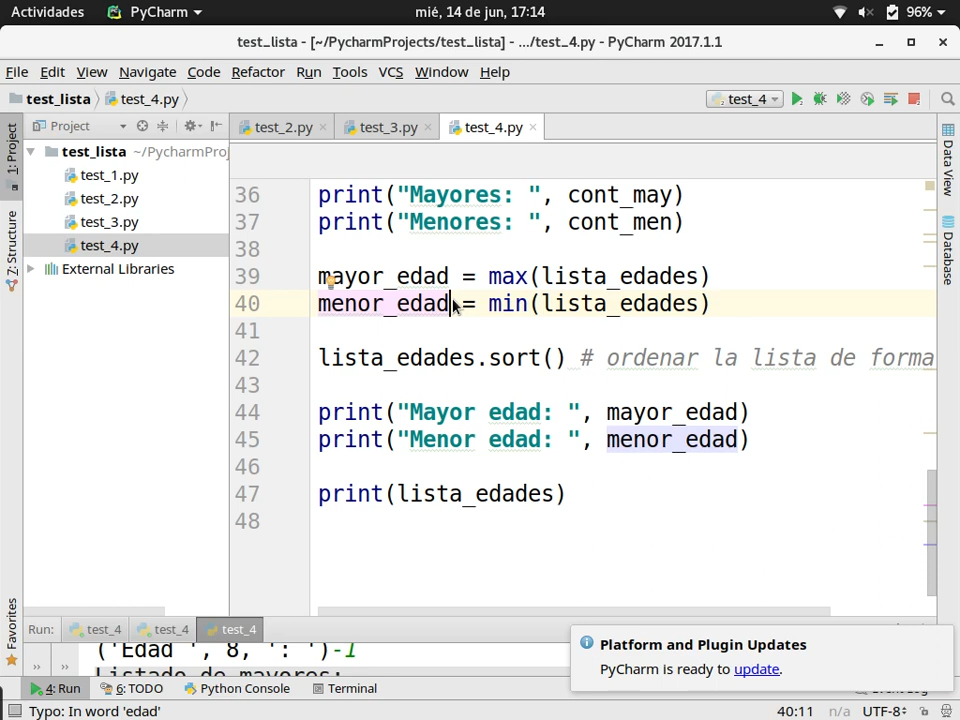 Actividades PyCharm mié, 14 de jun, 17:14 96%
test_lista - [~/PycharmProjects/test_lista] - .../test_4.py - PyCharm 2017.1.1
File Edit View Navigate Code Refactor Run Tools VCS Window Help
test_lista test_4.py test_4
Project test_2.py test_3.py test_4.py
1: Project
7: Structure
Favorites
Data View
Database
test_lista ~/PycharmProj
test_1.py
test_2.py
test_3.py
test_4.py
External Libraries
36 print("Mayores: ", cont_may)
37 print("Menores: ", cont_men)
38
39 mayor_edad = max(lista_edades)
40 menor_edad = min(lista_edades)
41
42 lista_edades.sort() # ordenar la lista de forma
43
44 print("Mayor edad: ", mayor_edad)
45 print("Menor edad: ", menor_edad)
46
47 print(lista_edades)
48
Run: test_4 test_4 test_4
('Edad ', 8, ': ')-1
Listado de mayores:
Platform and Plugin Updates
PyCharm is ready to update.
4: Run 6: TODO Python Console Terminal Event Log
Typo: In word 'edad' 40:11 n/a UTF-8